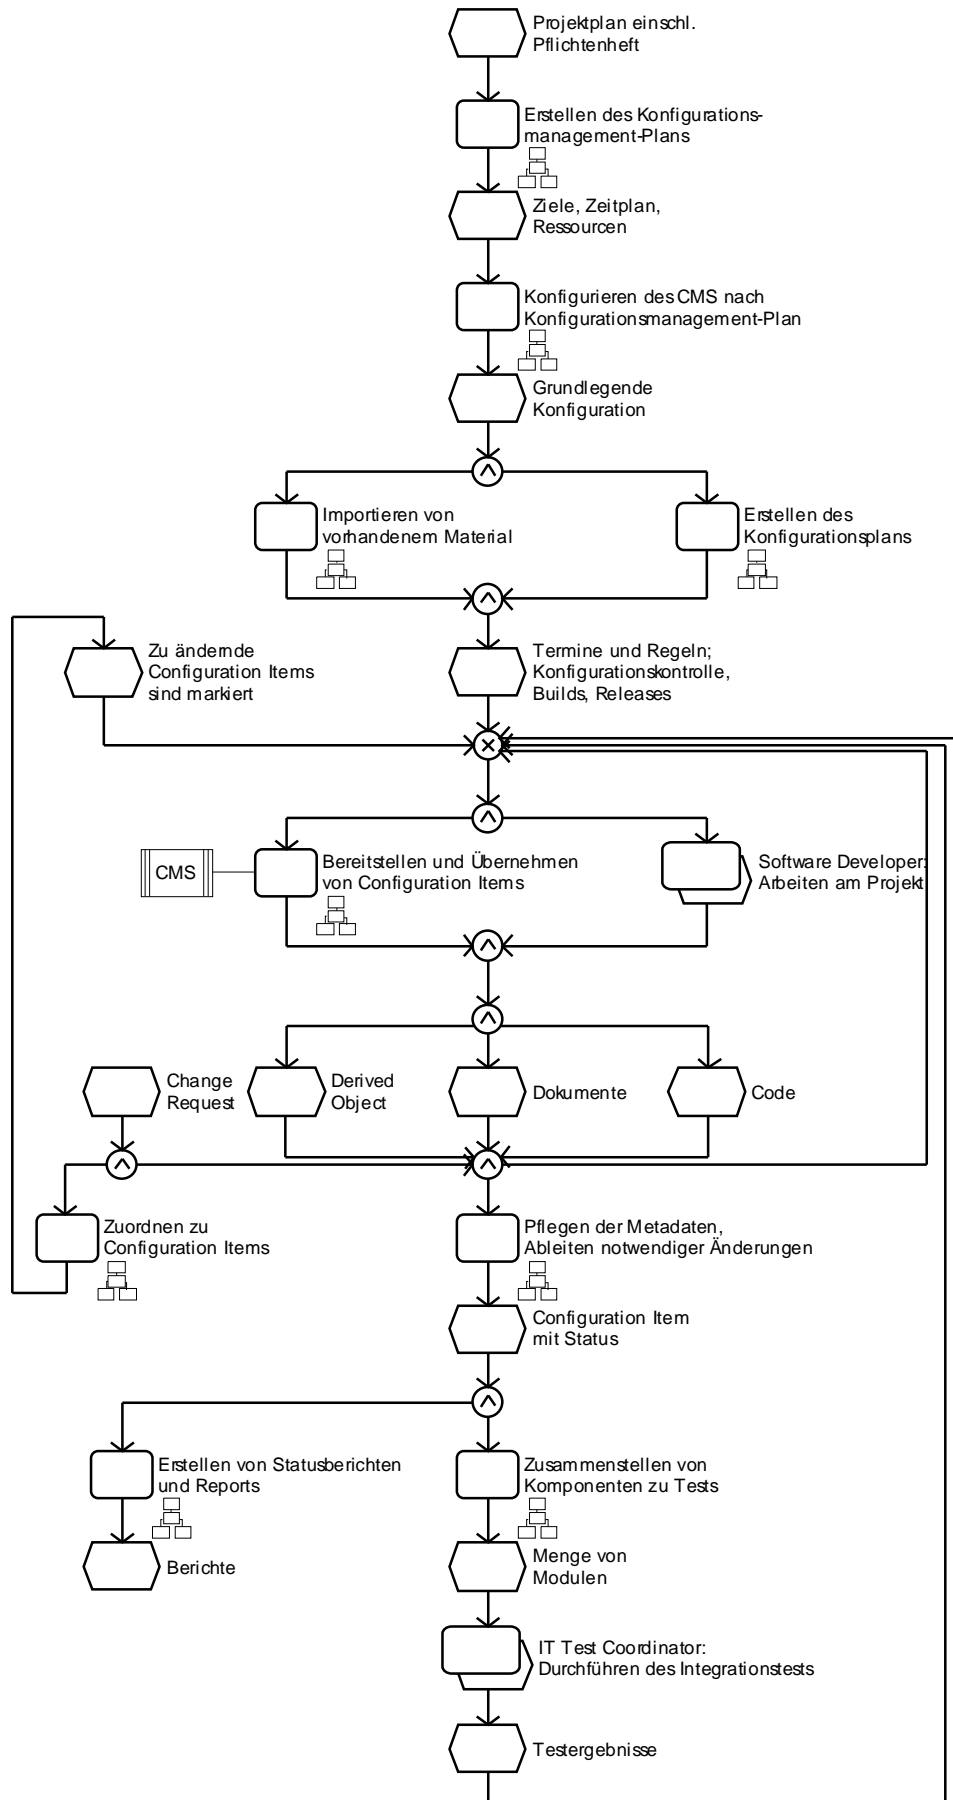 Projektplan einschl.
Pflichtenheft
Erstellen des Konfigurations-
management-Plans
Ziele, Zeitplan,
Ressourcen
Konfigurieren des CMS nach
Konfigurationsmanagement-Plan
Grundlegende
Konfiguration
Importieren von
vorhandenem Material
Erstellen des
Konfigurationsplans
Zu ändernde
Configuration Items
sind markiert
Termine und Regeln;
Konfigurationskontrolle,
Builds, Releases
CMS
Bereitstellen und Übernehmen
von Configuration Items
Software Developer:
Arbeiten am Projekt
Change
Request
Derived
Object
Dokumente
Code
Zuordnen zu
Configuration Items
Pflegen der Metadaten,
Ableiten notwendiger Änderungen
Configuration Item
mit Status
Erstellen von Statusberichten
und Reports
Zusammenstellen von
Komponenten zu Tests
Berichte
Menge von
Modulen
IT Test Coordinator:
Durchführen des Integrationstests
Testergebnisse